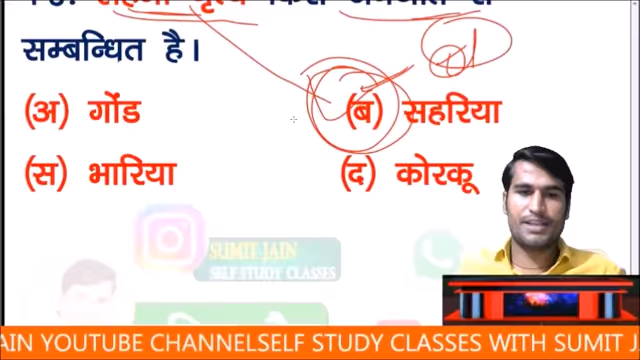 सम्बन्धित है।
(अ) गोंड
(ब) सहरिया
(स) भारिया
(द) कोरकू
SUMIT JAIN
SELF STUDY CLASSES
AIN YOUTUBE CHANNELSELF STUDY CLASSES WITH SUMIT J